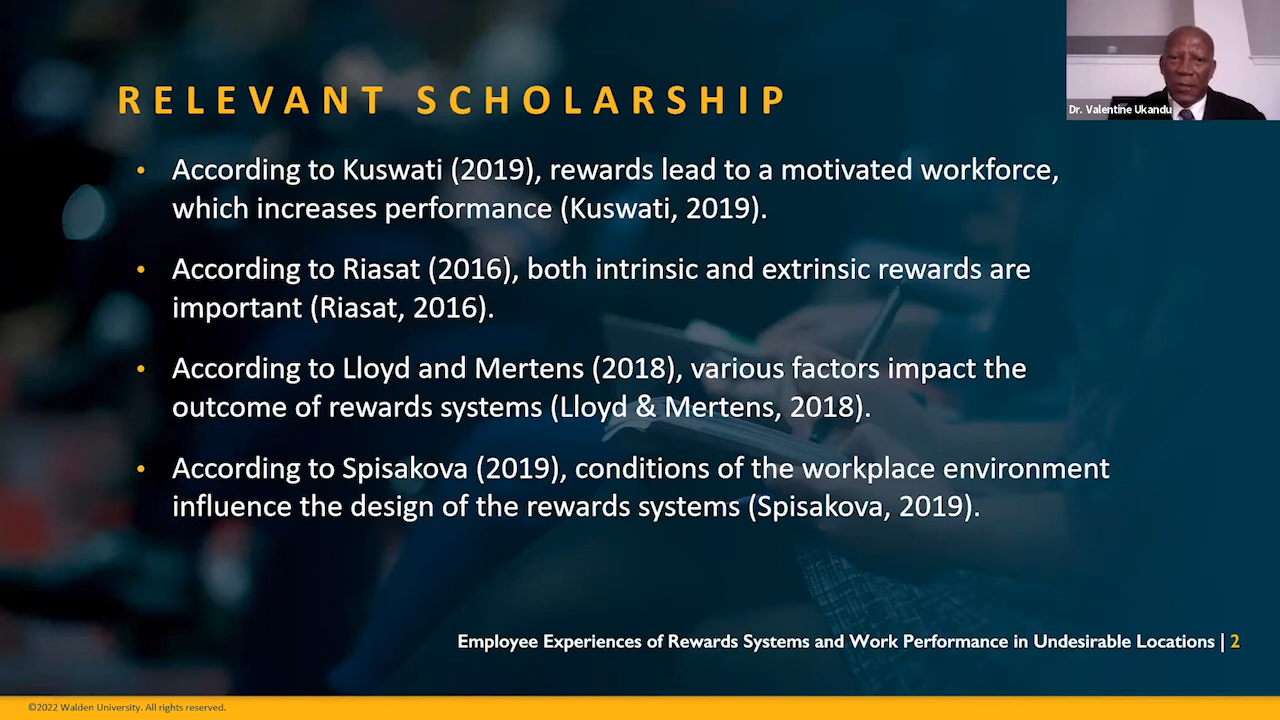 RELEVANT SCHOLARSHIP
Dr. Valentine Ukandu
• According to Kuswati (2019), rewards lead to a motivated workforce,
which increases performance (Kuswati, 2019).
• According to Riasat (2016), both intrinsic and extrinsic rewards are
important (Riasat, 2016).
• According to Lloyd and Mertens (2018), various factors impact the
outcome of rewards systems (Lloyd & Mertens, 2018).
• According to Spisakova (2019), conditions of the workplace environment
influence the design of the rewards systems (Spisakova, 2019).
Employee Experiences of Rewards Systems and Work Performance in Undesirable Locations | 2
©2022 Walden University. All rights reserved.